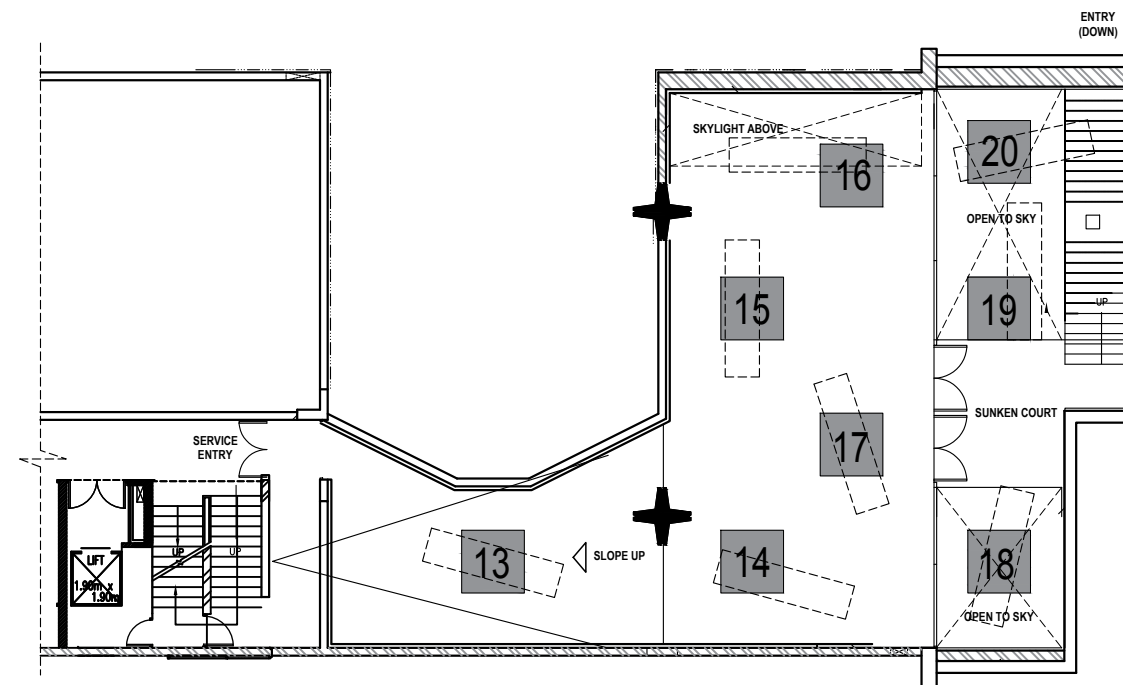 ENTRY
(DOWN)
SKYLIGHT ABOVE
16
20
OPEN TO SKY
15
19
UP
17
SUNKEN COURT
SERVICE
ENTRY
UP
UP
LIFT
1.90m x
1.90m
13
SLOPE UP
14
18
OPEN TO SKY